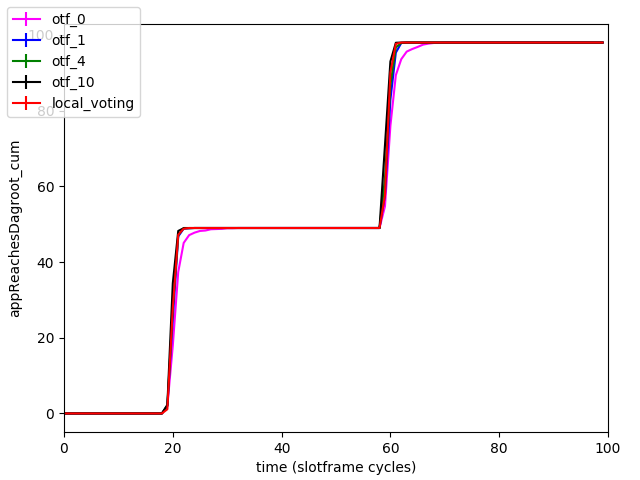 otf_0
otf_1
otf_4
otf_10
local_voting
100
80
60
40
20
0
appReachesDagroot_cum
0 20 40 60 80 100
time (slotframe cycles)